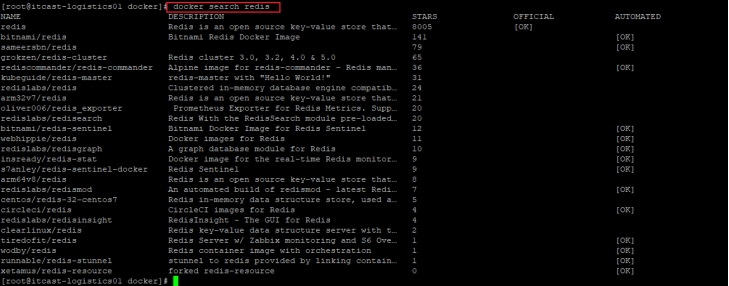 [root@itcast-logistics01 docker]# docker search redis
NAME DESCRIPTION STARS OFFICIAL AUTOMATED
redis Redis is an open source key-value store that… 8005 [OK]
bitnami/redis Bitnami Redis Docker Image 141 [OK]
sameersbn/redis 79 [OK]
grokzen/redis-cluster Redis cluster 3.0, 3.2, 4.0 & 5.0 65
rediscommander/redis-commander Alpine image for redis-commander - Redis man… 36 [OK]
kubeguide/redis-master redis-master with "Hello World!" 31
redislabs/redis Clustered in-memory database engine compatib… 24
arm32v7/redis Redis is an open source key-value store that… 21
oliver006/redis_exporter Prometheus Exporter for Redis Metrics. Supp… 20
redislabs/redisearch Redis With the RedisSearch module pre-loaded… 20
bitnami/redis-sentinel Bitnami Docker Image for Redis Sentinel 12 [OK]
webhippie/redis Docker images for Redis 11 [OK]
redislabs/redisgraph A graph database module for Redis 10 [OK]
insready/redis-stat Docker image for the real-time Redis monitor… 9 [OK]
s7anley/redis-sentinel-docker Redis Sentinel 9 [OK]
arm64v8/redis Redis is an open source key-value store that… 8
redislabs/redismod An automated build of redismod - latest Redi… 7 [OK]
centos/redis-32-centos7 Redis in-memory data structure store, used a… 5
circleci/redis CircleCI images for Redis 4 [OK]
redislabs/redisinsight RedisInsight - The GUI for Redis 4
clearlinux/redis Redis key-value data structure server with t… 2
tiredofit/redis Redis Server w/ Zabbix monitoring and S6 Ove… 1 [OK]
wodby/redis Redis container image with orchestration 1 [OK]
runnable/redis-stunnel stunnel to redis provided by linking contain… 1 [OK]
xetamus/redis-resource forked redis-resource 0 [OK]
[root@itcast-logistics01 docker]#